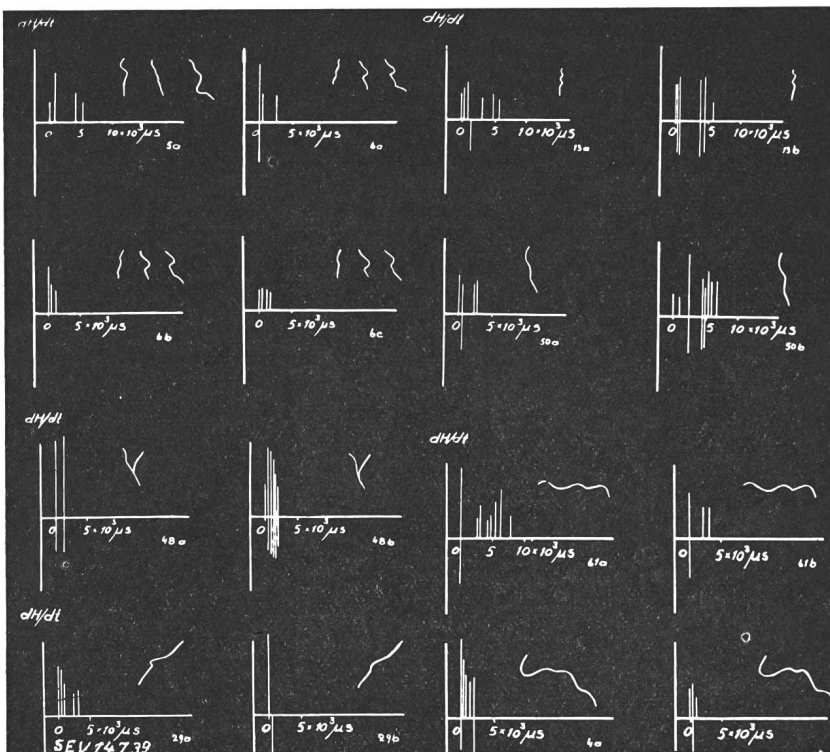 dH/dt dH/dt
0 5 10×10³μs 5a
0 5×10³μs 6a
0 5 10×10³μs 13a
0 5 10×10³μs 13b
0 5×10³μs 6b
0 5×10³μs 6c
0 5×10³μs 50a
0 5 10×10³μs 50b
dH/dt dH/dt
0 5×10³μs 48a
0 5×10³μs 48b
0 5 10×10³μs 61a
0 5×10³μs 61b
dH/dt
0 5×10³μs 29a
0 5×10³μs 29b
0 5×10³μs 4a
0 5×10³μs
SEV 14779